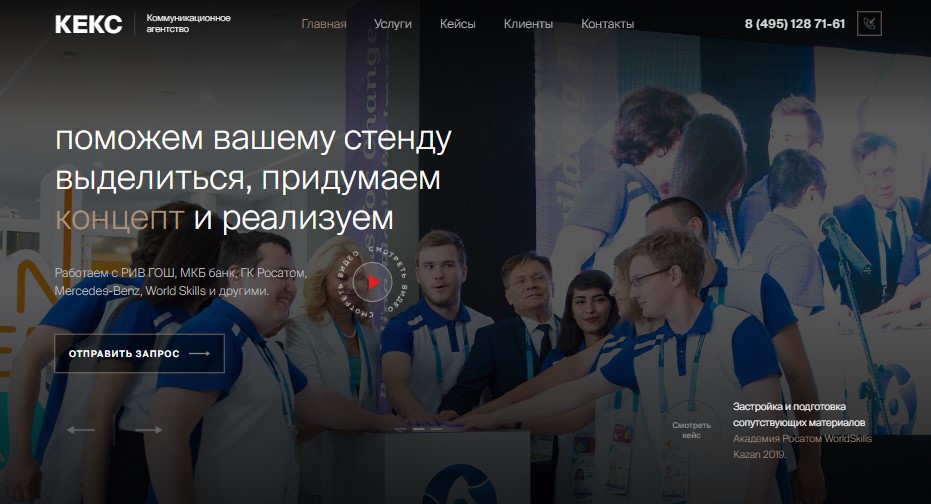 КЕКС
Коммуникационное
агентство
Главная Услуги Кейсы Клиенты Контакты
8 (495) 128 71-61
поможем вашему стенду
выделиться, придумаем
концепт и реализуем
Работаем с РИВ ГОШ, МКБ банк, ГК Росатом,
Mercedes-Benz, World Skills и другими.
СМОТРЕТЬ ВИДЕО · СМОТРЕТЬ ВИДЕО ·
ОТПРАВИТЬ ЗАПРОС
Смотреть
кейс
Застройка и подготовка
сопутствующих материалов
Академия Росатом WorldSkills
Kazan 2019.